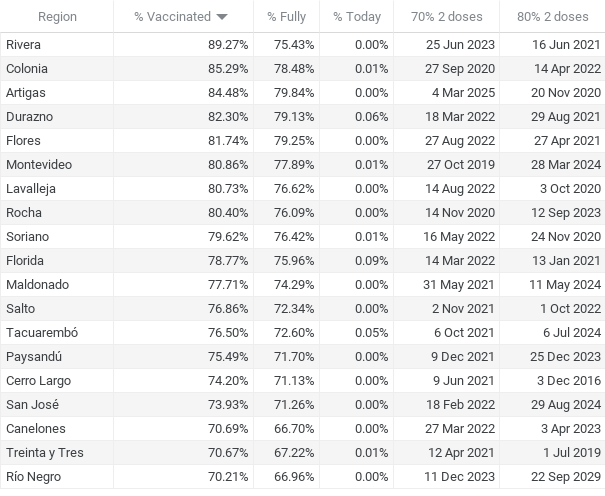 Region % Vaccinated % Fully % Today 70% 2 doses 80% 2 doses
Rivera 89.27% 75.43% 0.00% 25 Jun 2023 16 Jun 2021
Colonia 85.29% 78.48% 0.01% 27 Sep 2020 14 Apr 2022
Artigas 84.48% 79.84% 0.00% 4 Mar 2025 20 Nov 2020
Durazno 82.30% 79.13% 0.06% 18 Mar 2022 29 Aug 2021
Flores 81.74% 79.25% 0.00% 27 Aug 2022 27 Apr 2021
Montevideo 80.86% 77.89% 0.01% 27 Oct 2019 28 Mar 2024
Lavalleja 80.73% 76.62% 0.00% 14 Aug 2022 3 Oct 2020
Rocha 80.40% 76.09% 0.00% 14 Nov 2020 12 Sep 2023
Soriano 79.62% 76.42% 0.01% 16 May 2022 24 Nov 2020
Florida 78.77% 75.96% 0.09% 14 Mar 2022 13 Jan 2021
Maldonado 77.71% 74.29% 0.00% 31 May 2021 11 May 2024
Salto 76.86% 72.34% 0.00% 2 Nov 2021 1 Oct 2022
Tacuarembó 76.50% 72.60% 0.05% 6 Oct 2021 6 Jul 2024
Paysandú 75.49% 71.70% 0.00% 9 Dec 2021 25 Dec 2023
Cerro Largo 74.20% 71.13% 0.00% 9 Jun 2021 3 Dec 2016
San José 73.93% 71.26% 0.00% 18 Feb 2022 29 Aug 2024
Canelones 70.69% 66.70% 0.00% 27 Mar 2022 3 Apr 2023
Treinta y Tres 70.67% 67.22% 0.01% 12 Apr 2021 1 Jul 2019
Río Negro 70.21% 66.96% 0.00% 11 Dec 2023 22 Sep 2029